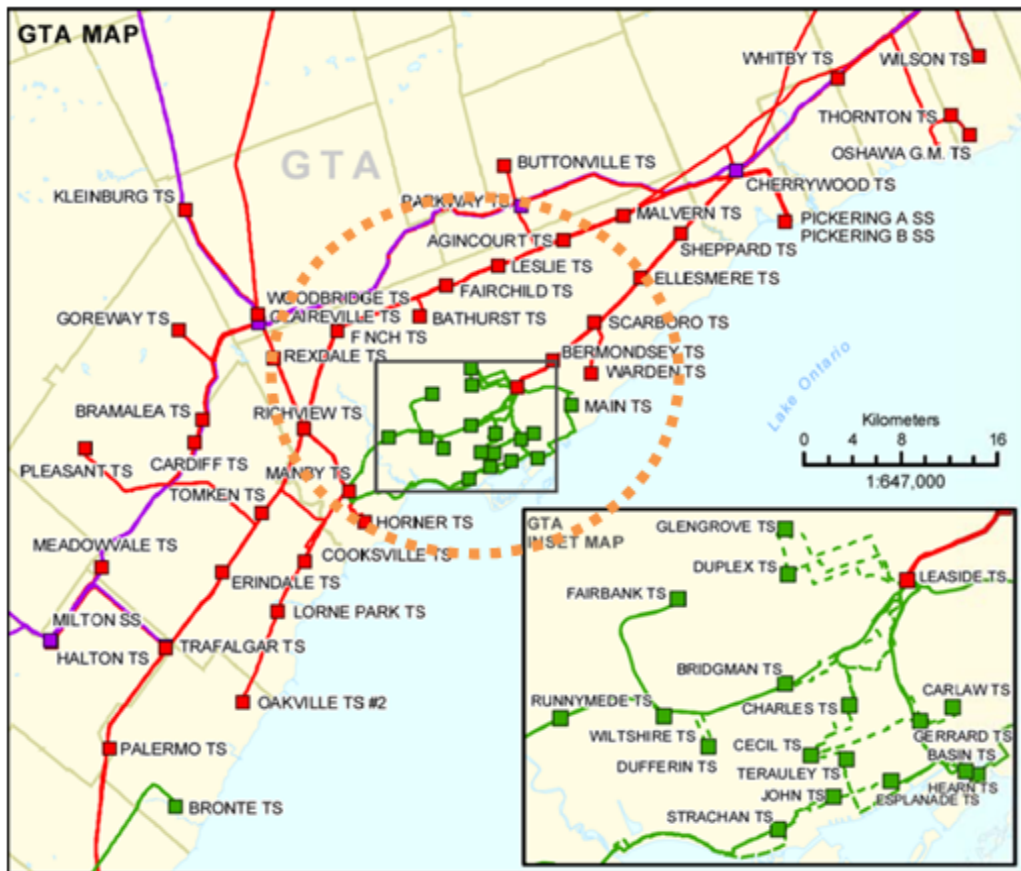 GTA MAP
WHITBY TS
WILSON TS
THORNTON TS
OSHAWA G.M. TS
GTA
BUTTONVILLE TS
CHERRYWOOD TS
KLEINBURG TS
PARKWAY TS
MALVERN TS
PICKERING A SS
PICKERING B SS
AGINCOURT TS
SHEPPARD TS
LESLIE TS
ELLESMERE TS
FAIRCHILD TS
WOODBRIDGE TS
CLAIREVILLE TS
GOREWAY TS
BATHURST TS
SCARBORO TS
F NCH TS
REXDALE TS
BERMONDSEY TS
WARDEN TS
Lake Ontario
BRAMALEA TS
RICHVIEW TS
MAIN TS
Kilometers
0 4 8 16
1:647,000
CARDIFF TS
PLEASANT TS
MANBY TS
TOMKEN TS
HORNER TS
MEADOWVALE TS
COOKSVILLE TS
ERINDALE TS
LORNE PARK TS
MILTON SS
HALTON TS
TRAFALGAR TS
OAKVILLE TS #2
PALERMO TS
BRONTE TS
GTA
INSET MAP
GLENGROVE TS
DUPLEX TS
LEASIDE TS
FAIRBANK TS
BRIDGMAN TS
RUNNYMEDE TS
CHARLES TS
CARLAW TS
WILTSHIRE TS
GERRARD TS
CECIL TS
DUFFERIN TS
BASIN TS
TERAULEY TS
HEARN TS
JOHN TS
ESPLANADE TS
STRACHAN TS